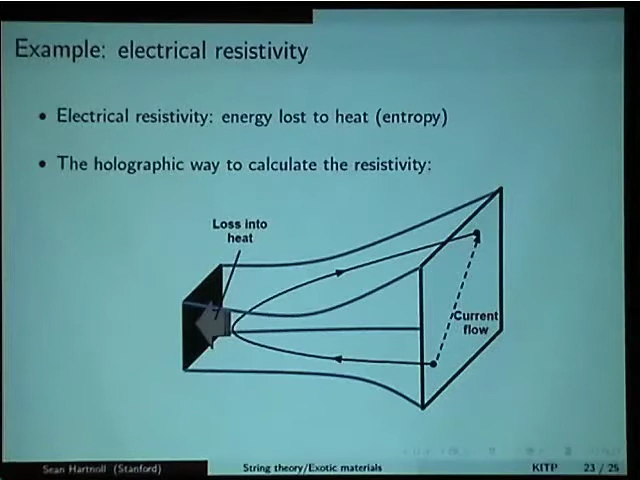 Example: electrical resistivity
• Electrical resistivity: energy lost to heat (entropy)
• The holographic way to calculate the resistivity:
Loss into
heat
Current
flow
Sean Hartnoll (Stanford) String theory/Exotic materials KITP 23 / 25